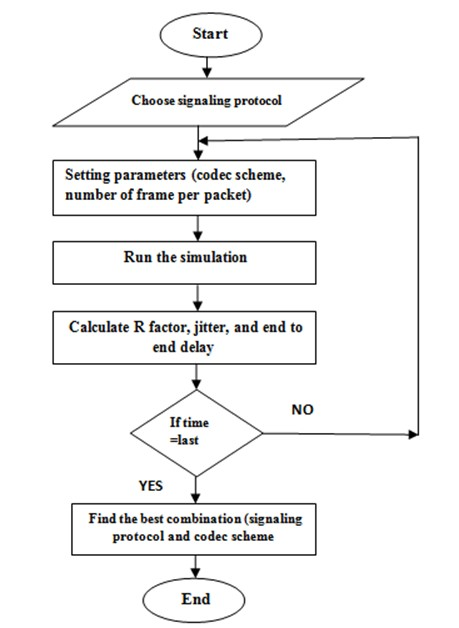 Start
Choose signaling protocol
Setting parameters (codec scheme,
number of frame per packet)
Run the simulation
Calculate R factor, jitter, and end to
end delay
If time
=last
NO
YES
Find the best combination (signaling
protocol and codec scheme
End